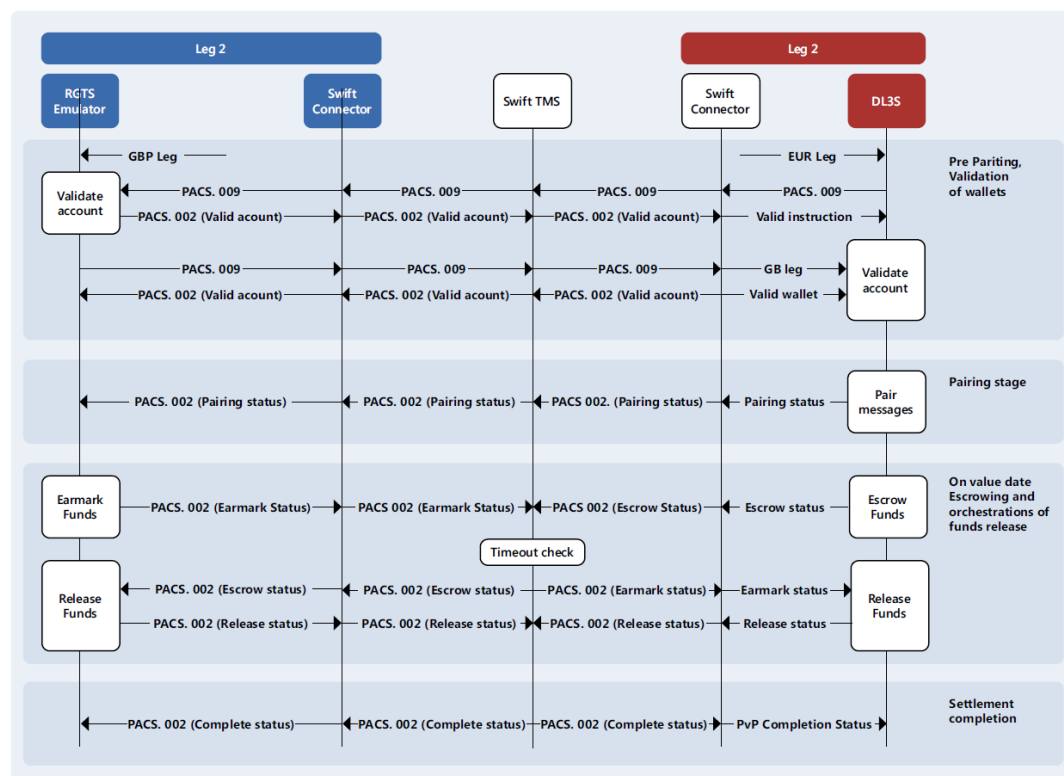 Leg 2
Leg 2
RGTS
Emulator
Swift
Connector
Swift TMS
Swift
Connector
DL3S
GBP Leg
EUR Leg
Pre Pariting,
Validation
of wallets
Validate
account
PACS. 009
PACS. 009
PACS. 009
PACS. 009
PACS. 002 (Valid acount)
PACS. 002 (Valid acount)
PACS. 002 (Valid acount)
Valid instruction
PACS. 009
PACS. 009
PACS. 009
GB leg
Validate
account
PACS. 002 (Valid acount)
PACS. 002 (Valid acount)
PACS. 002 (Valid acount)
Valid wallet
Pairing stage
PACS. 002 (Pairing status)
PACS. 002 (Pairing status)
PACS 002. (Pairing status)
Pairing status
Pair
messages
On value date
Escrowing and
orchestrations of
funds release
Earmark
Funds
PACS. 002 (Earmark Status)
PACS 002 (Earmark Status)
PACS 002 (Escrow Status)
Escrow status
Escrow
Funds
Timeout check
Release
Funds
PACS. 002 (Escrow status)
PACS. 002 (Escrow status)
PACS. 002 (Earmark status)
Earmark status
Release
Funds
PACS. 002 (Release status)
PACS. 002 (Release status)
PACS. 002 (Release status)
Release status
Settlement
completion
PACS. 002 (Complete status)
PACS. 002 (Complete status)
PACS. 002 (Complete status)
PvP Completion Status